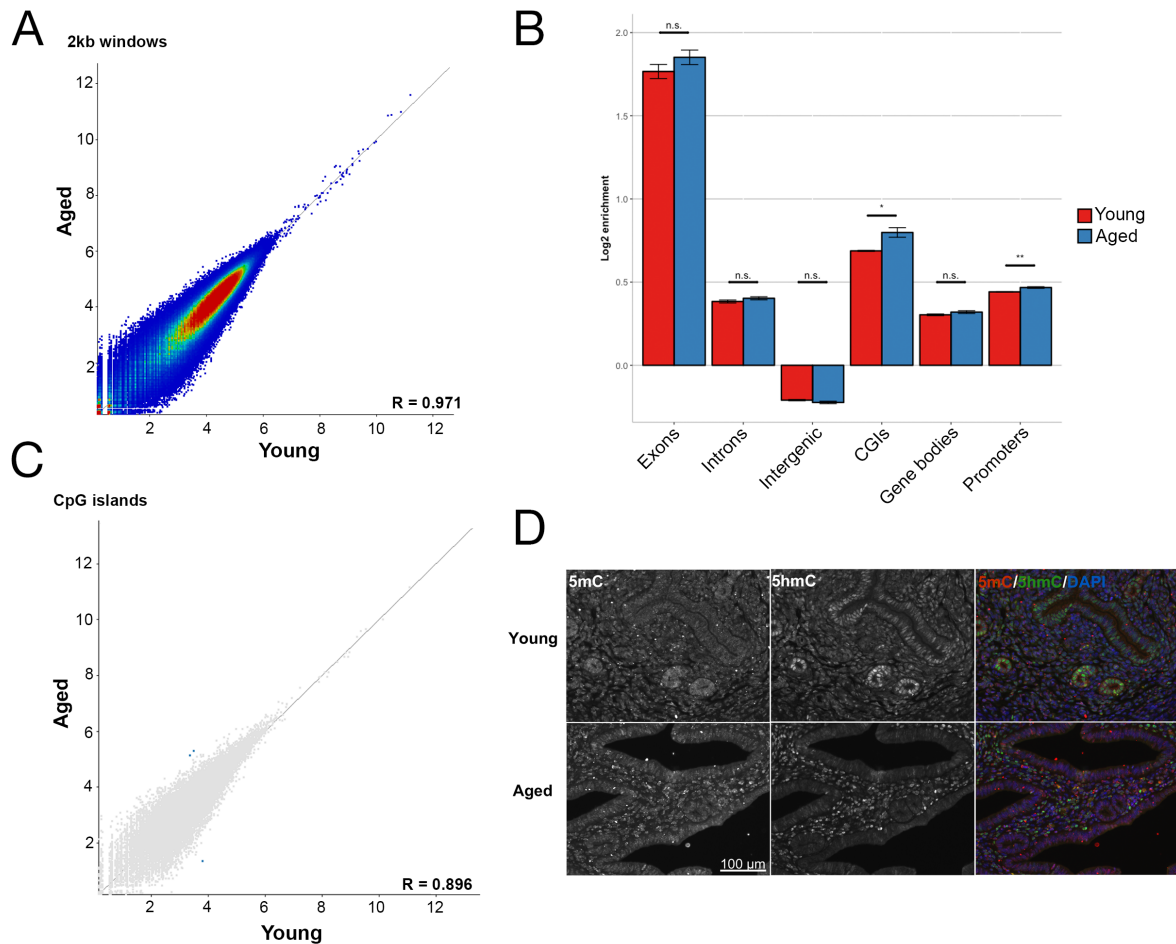 A
2kb windows
12
10
8
6
4
2
Aged
2 4 6 8 10 12
R = 0.971
Young
B
2.0
1.5
1.0
0.5
0.0
Log2 enrichment
n.s.
n.s.
n.s.
*
n.s.
**
Exons
Introns
Intergenic
CGIs
Gene bodies
Promoters
Young
Aged
C
CpG islands
12
10
8
6
4
2
Aged
2 4 6 8 10 12
R = 0.896
Young
D
5mC 5hmC 5mC/5hmC/DAPI
Young
Aged
100 µm